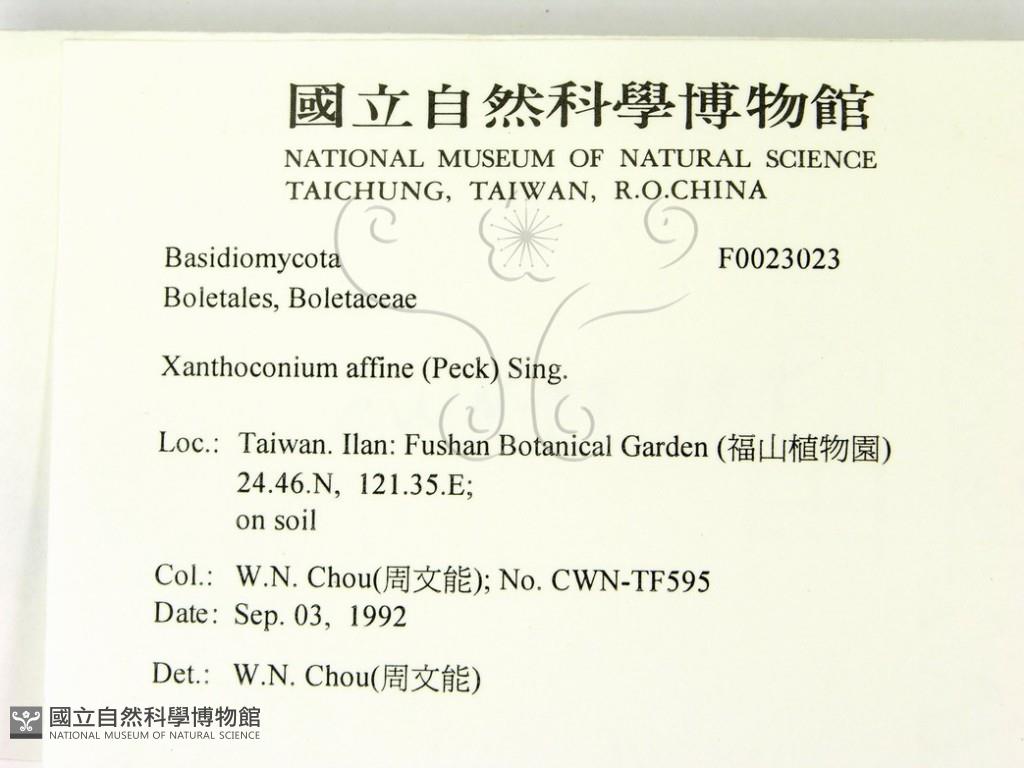 國立自然科學博物館
NATIONAL MUSEUM OF NATURAL SCIENCE
TAICHUNG, TAIWAN, R.O.CHINA
Basidiomycota F0023023
Boletales, Boletaceae
Xanthoconium affine (Peck) Sing.
Loc.: Taiwan. Ilan: Fushan Botanical Garden (福山植物園)
24.46.N, 121.35.E;
on soil
Col.: W.N. Chou(周文能); No. CWN-TF595
Date: Sep. 03, 1992
Det.: W.N. Chou(周文能)
國立自然科學博物館
NATIONAL MUSEUM OF NATURAL SCIENCE